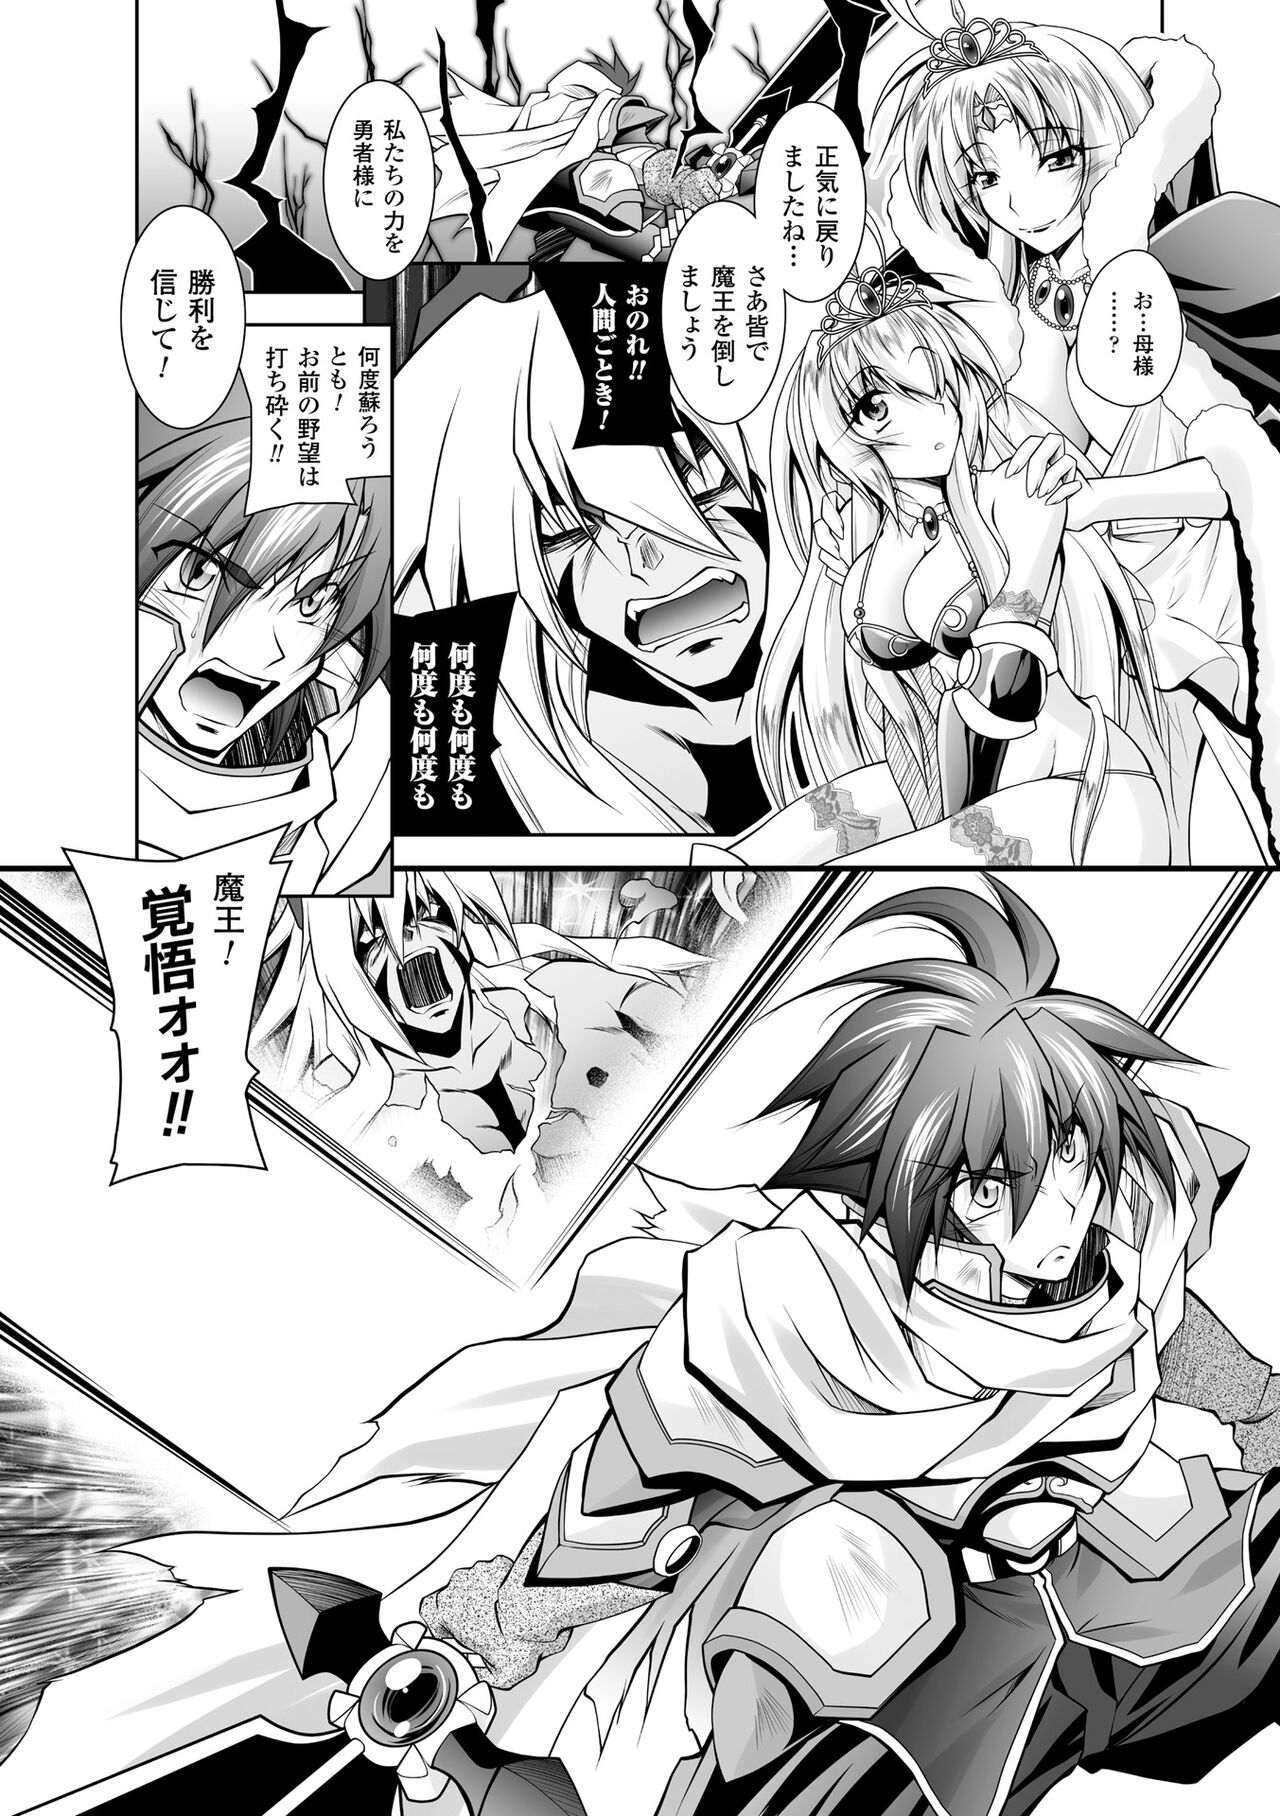 お…母様
……?
正気に戻り
ましたね…
さあ皆で
魔王を倒し
ましょう
私たちの力を
勇者様に
勝利を
信じて!
おのれ!!
人間ごとき!
何度も何度も
何度も何度も
何度蘇ろう
とも!
お前の野望は
打ち砕く!!
魔王!
覚悟ォォ!!